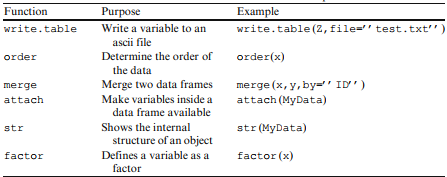 Function Purpose Example
write.table Write a variable to an write.table(Z,file=''test.txt'')
ascii file
order Determine the order of order(x)
the data
merge Merge two data frames merge(x,y,by='' ID'')
attach Make variables inside a attach(MyData)
data frame available
str Shows the internal str(MyData)
structure of an object
factor Defines a variable as a factor(x)
factor